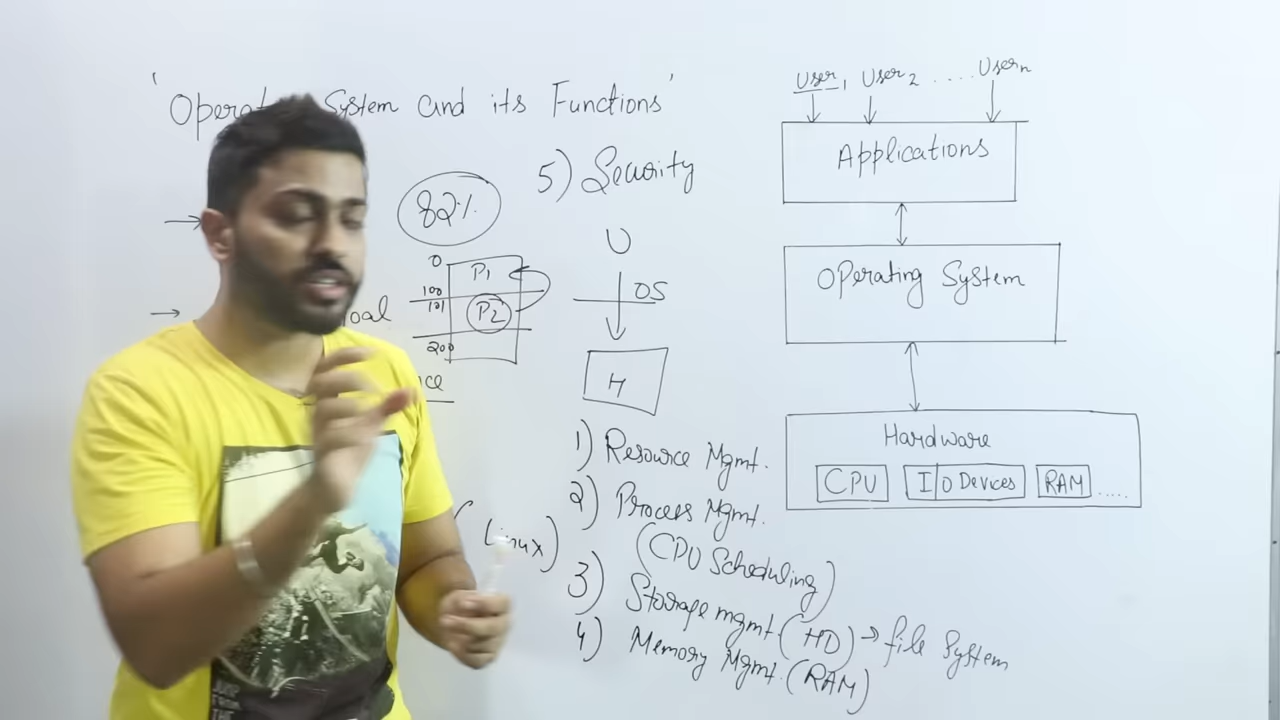 'Operat System and its Functions'
5) Security
82%
0
P1
100
101
P2
200
oal
ce
U
OS
H
1) Resource Mgmt.
2) Process Mgmt.
(CPU Scheduling)
(Linux)
3) Storage mgmt (HD) → file System
4) Memory Mgmt. (RAM)
User1 User2 ..... Usern
Applications
Operating System
Hardware
CPU I/O Devices RAM .....